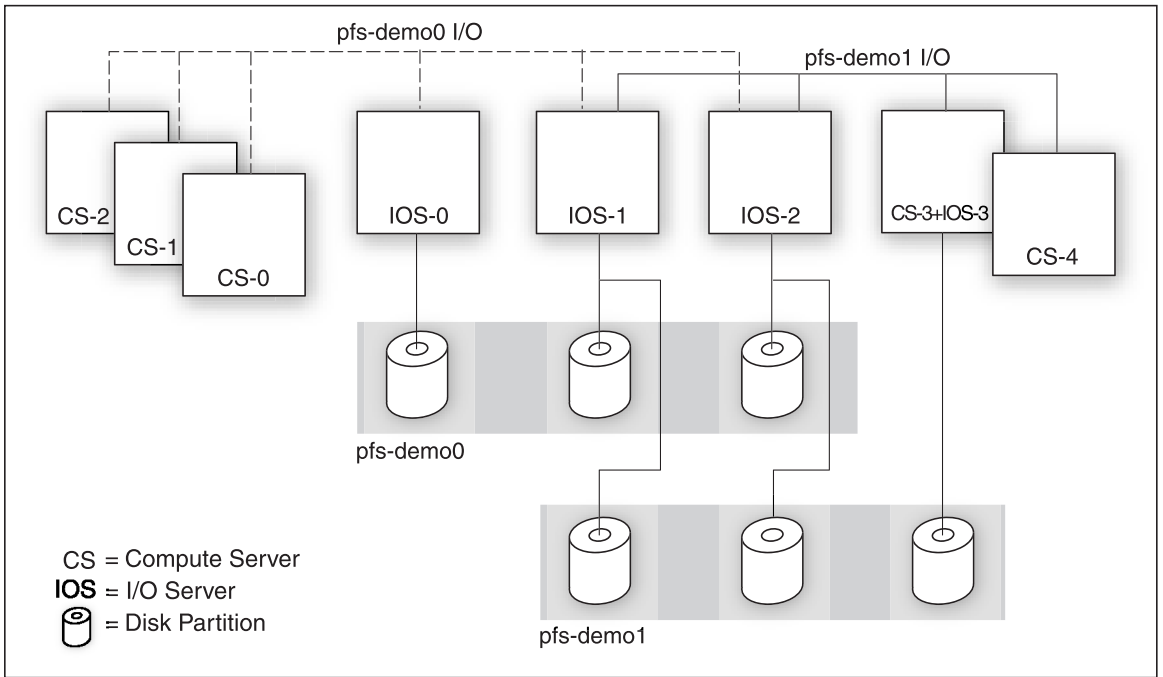 pfs-demo0 I/O
pfs-demo1 I/O
CS-2
CS-1
CS-0
IOS-0
IOS-1
IOS-2
CS-3+IOS-3
CS-4
pfs-demo0
pfs-demo1
CS = Compute Server
IOS = I/O Server
= Disk Partition